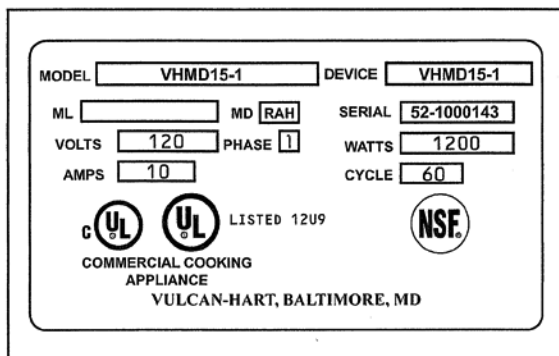 MODEL VHMD15-1 DEVICE VHMD15-1
ML MD RAH SERIAL 52-1000143
VOLTS 120 PHASE 1 WATTS 1200
AMPS 10 CYCLE 60
C UL ® UL ® LISTED 12U9 NSF®
COMMERCIAL COOKING
APPLIANCE
VULCAN-HART, BALTIMORE, MD